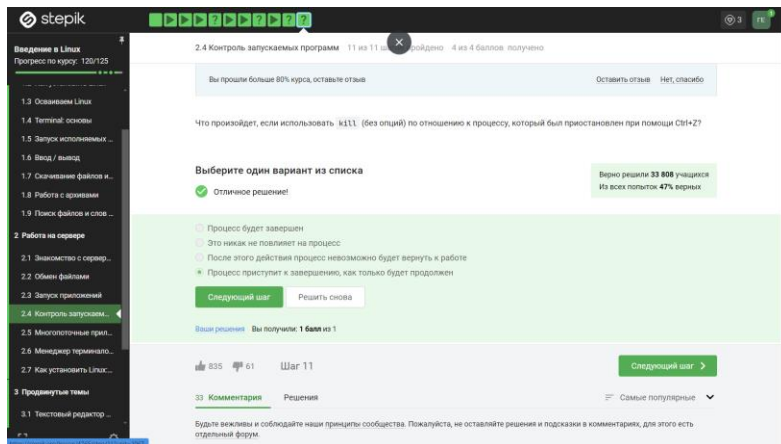 stepik
3
ГЕ
Введение в Linux
Прогресс по курсу: 120/125
1.3 Осваиваем Linux
1.4 Terminal: основы
1.5 Запуск исполняемых ...
1.6 Ввод / вывод
1.7 Скачивание файлов и...
1.8 Работа с архивами
1.9 Поиск файлов и слов ...
2 Работа на сервере
2.1 Знакомство с сервер...
2.2 Обмен файлами
2.3 Запуск приложений
2.4 Контроль запускаем...
2.5 Многопоточные прил...
2.6 Менеджер терминало...
2.7 Как установить Linux:...
3 Продвинутые темы
3.1 Текстовый редактор ...
2.4 Контроль запускаемых программ 11 из 11 пройдено 4 из 4 баллов получено
Вы прошли больше 80% курса, оставьте отзыв
Оставить отзыв Нет, спасибо
Что произойдет, если использовать kill (без опций) по отношению к процессу, который был приостановлен при помощи Ctrl+Z?
Выберите один вариант из списка
Отличное решение!
Верно решили 33 808 учащихся
Из всех попыток 47% верных
Процесс будет завершен
Это никак не повлияет на процесс
После этого действия процесс невозможно будет вернуть к работе
Процесс приступит к завершению, как только будет продолжен
Следующий шаг Решить снова
Ваши решения Вы получили: 1 балл из 1
835 61 Шаг 11
Следующий шаг
33 Комментария Решения
Самые популярные
Будьте вежливы и соблюдайте наши принципы сообщества. Пожалуйста, не оставляйте решения и подсказки в комментариях, для этого есть
отдельный форум.